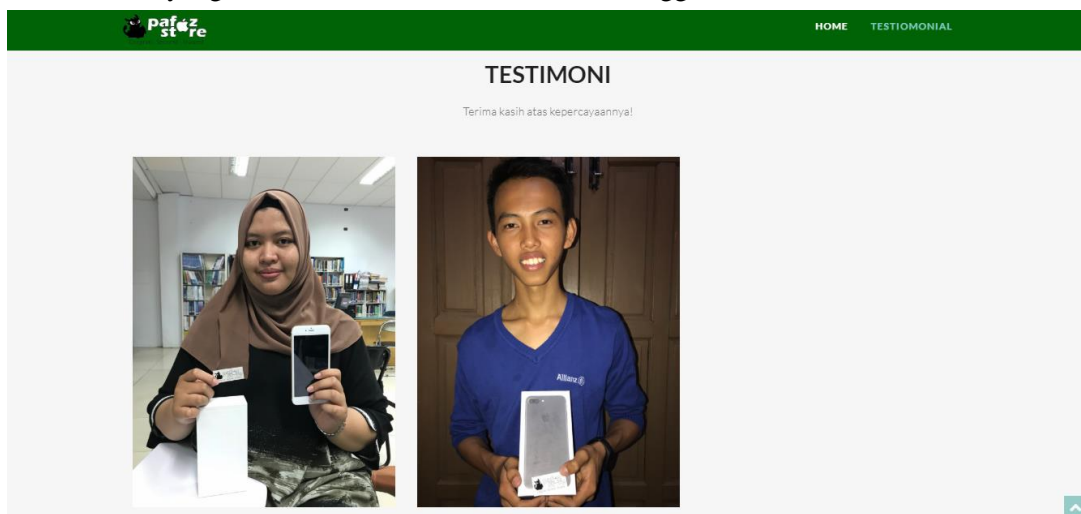 pafoz
store
HOME TESTIOMONIAL
TESTIMONI
Terima kasih atas kepercayaannya!
Allianz